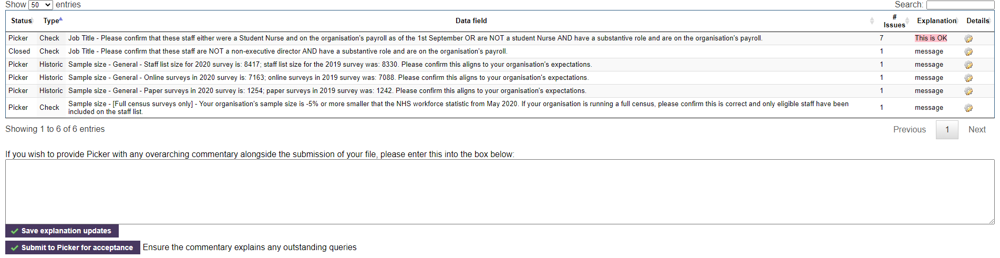 Show 50 entries Search:
Status Type Data field # Issues Explanation Details
Picker Check Job Title - Please confirm that these staff either were a Student Nurse and on the organisation's payroll as of the 1st September OR are NOT a student Nurse AND have a substantive role and are on the organisation's payroll. 7 This is OK
Closed Check Job Title - Please confirm that these staff are NOT a non-executive director AND have a substantive role and are on the organisation's payroll. 1 message
Picker Historic Sample size - General - Staff list size for 2020 survey is: 8417; staff list size for the 2019 survey was: 8330. Please confirm this aligns to your organisation's expectations. 1 message
Picker Historic Sample size - General - Online surveys in 2020 survey is: 7163; online surveys in 2019 survey was: 7088. Please confirm this aligns to your organisation's expectations. 1 message
Picker Historic Sample size - General - Paper surveys in 2020 survey is: 1254; paper surveys in 2019 survey was: 1242. Please confirm this aligns to your organisation's expectations. 1 message
Picker Check Sample size - [Full census surveys only] - Your organisation's sample size is -5% or more smaller that the NHS workforce statistic from May 2020. If your organisation is running a full census, please confirm this is correct and only eligible staff have been
included on the staff list. 1 message
Showing 1 to 6 of 6 entries Previous 1 Next
If you wish to provide Picker with any overarching commentary alongside the submission of your file, please enter this into the box below:
Save explanation updates
Submit to Picker for acceptance Ensure the commentary explains any outstanding queries